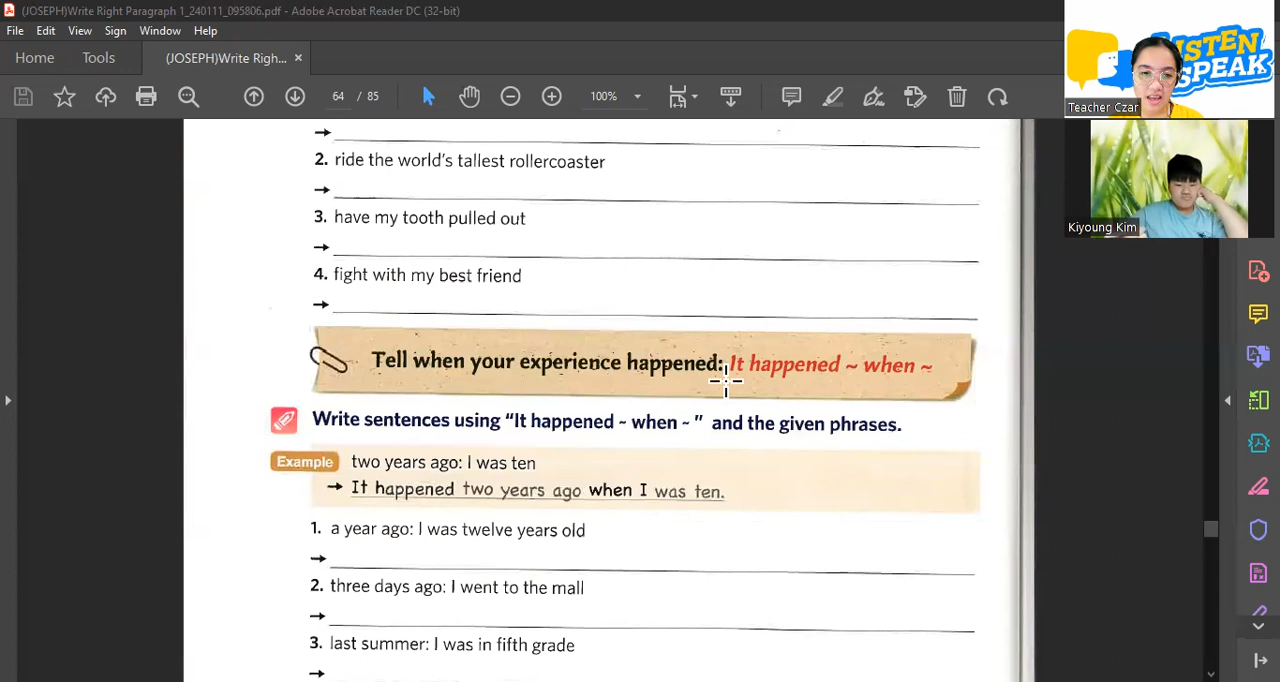 (JOSEPH)Write Right Paragraph 1_240111_095806.pdf - Adobe Acrobat Reader DC (32-bit)
File Edit View Sign Window Help
Home Tools (JOSEPH)Write Righ... ×
64 / 85 100%
LISTEN
SPEAK
Teacher Czar
Kiyoung Kim
→
2. ride the world's tallest rollercoaster
→
3. have my tooth pulled out
→
4. fight with my best friend
→
Tell when your experience happened: It happened ~ when ~
Write sentences using "It happened ~ when ~ " and the given phrases.
Example two years ago: I was ten
→ It happened two years ago when I was ten.
1. a year ago: I was twelve years old
→
2. three days ago: I went to the mall
→
3. last summer: I was in fifth grade
→